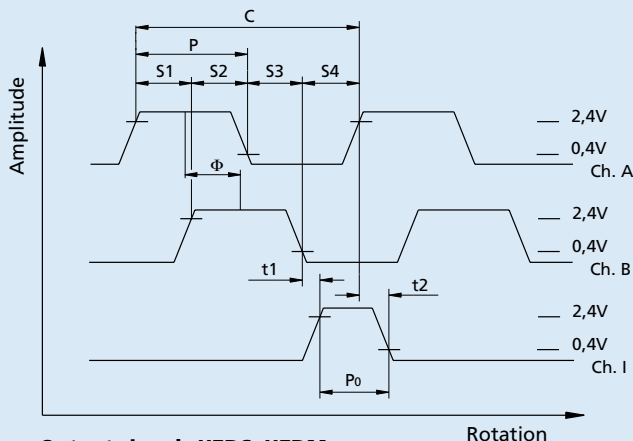 C
P
S1 S2 S3 S4
Amplitude
2,4V
0,4V
Ch. A
Φ
2,4V
0,4V
Ch. B
t1
t2
2,4V
0,4V
Ch. I
P0
Rotation